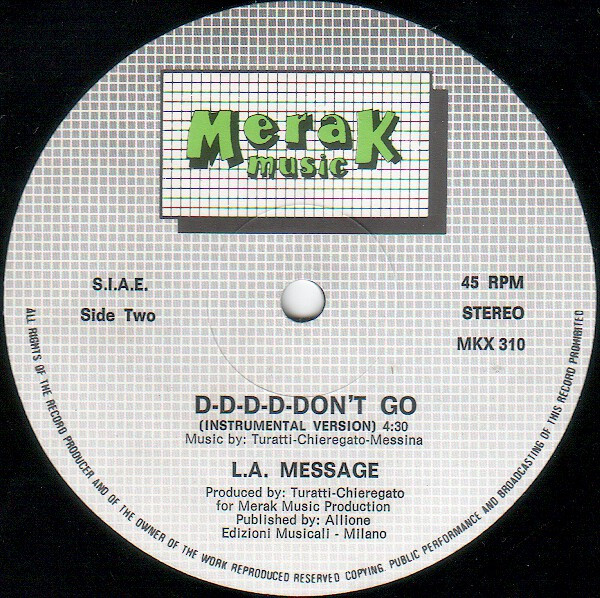 Merak
music
S.I.A.E.
Side Two
45 RPM
STEREO
MKX 310
D-D-D-D-DON'T GO
(INSTRUMENTAL VERSION) 4:30
Music by: Turatti-Chieregato-Messina
L.A. MESSAGE
Produced by: Turatti-Chieregato
for Merak Music Production
Published by: Allione
Edizioni Musicali - Milano
ALL RIGHTS OF THE RECORD PRODUCER AND OF THE OWNER OF THE WORK REPRODUCED RESERVED COPYING, PUBLIC PERFORMANCE AND BROADCASTING OF THIS RECORD PROHIBITED